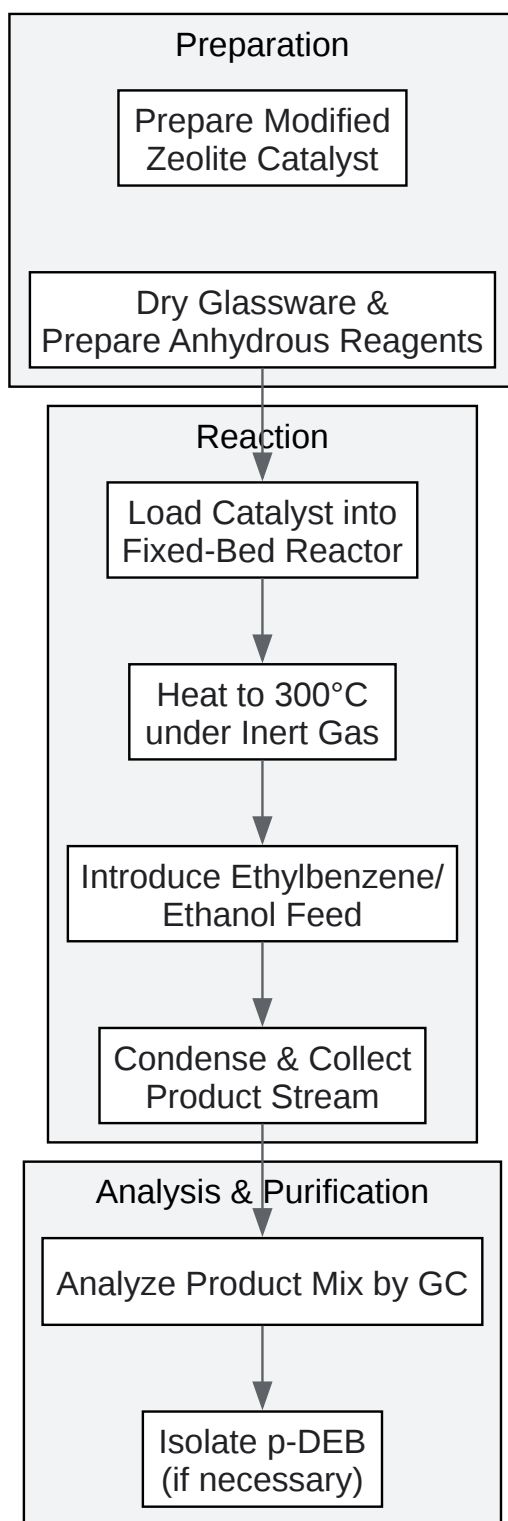 Preparation
Prepare Modified
Zeolite Catalyst
Dry Glassware &
Prepare Anhydrous Reagents
Reaction
Load Catalyst into
Fixed-Bed Reactor
Heat to 300°C
under Inert Gas
Introduce Ethylbenzene/
Ethanol Feed
Condense & Collect
Product Stream
Analysis & Purification
Analyze Product Mix by GC
Isolate p-DEB
(if necessary)